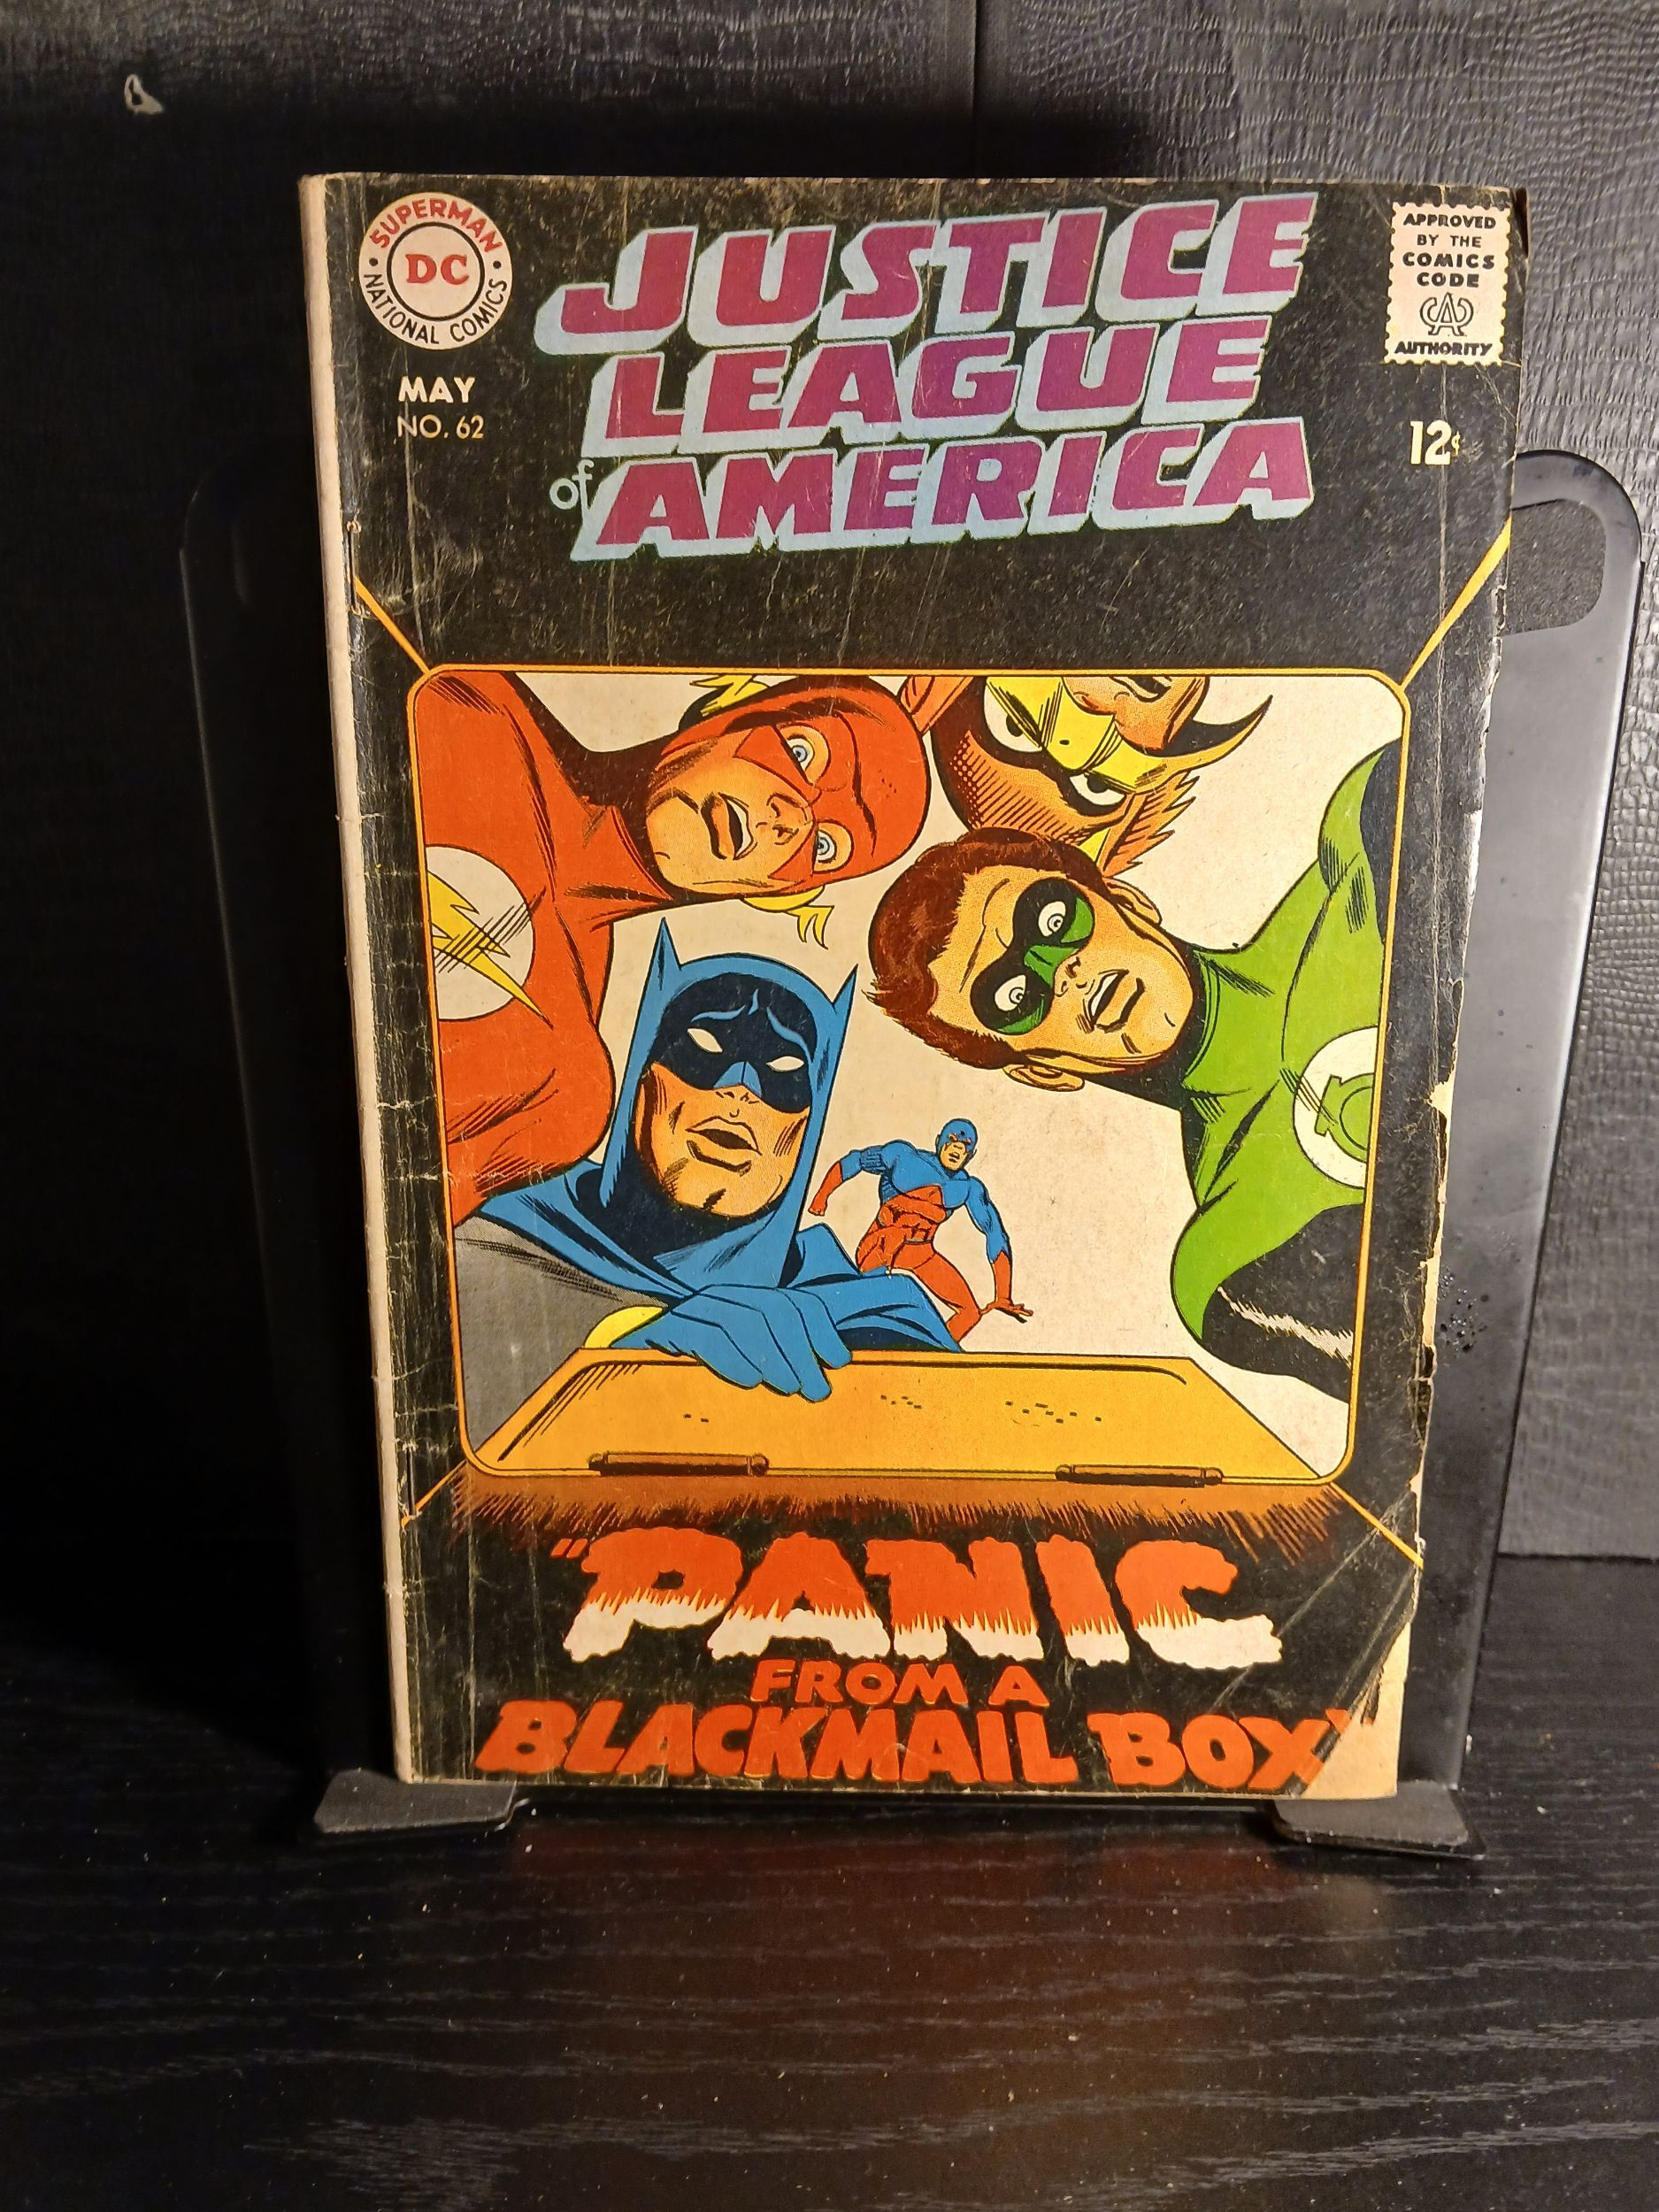 SUPERMAN
DC
NATIONAL COMICS
MAY
NO. 62
JUSTICE
LEAGUE
of AMERICA
APPROVED
BY THE
COMICS
CODE
CA
AUTHORITY
12¢
"PANIC
FROM A
BLACKMAIL BOX"